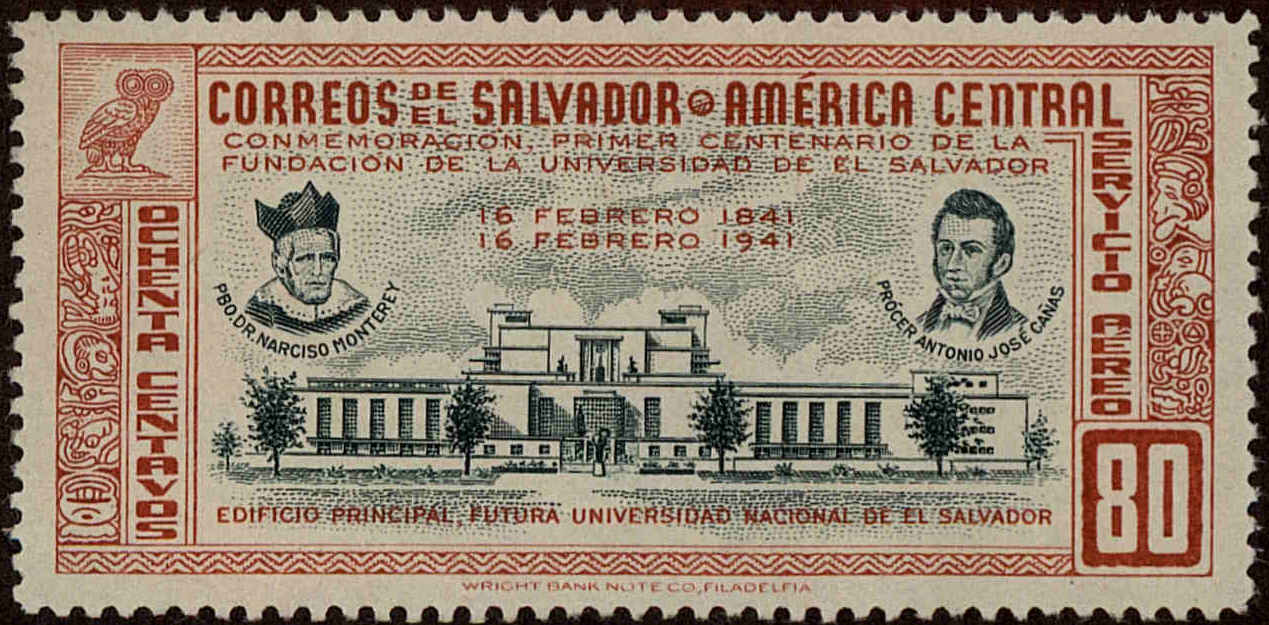 CORREOS DE EL SALVADOR AMÉRICA CENTRAL
CONMEMORACIÓN, PRIMER CENTENARIO DE LA
FUNDACIÓN DE LA UNIVERSIDAD DE EL SALVADOR
16 FEBRERO 1841
16 FEBRERO 1941
PBO. DR. NARCISO MONTEREY
PRÓCER ANTONIO JOSÉ CAÑAS
OCHENTA CENTAVOS
SERVICIO AEREO
80
EDIFICIO PRINCIPAL, FUTURA UNIVERSIDAD NACIONAL DE EL SALVADOR
WRIGHT BANK NOTE CO., FILADELFIA